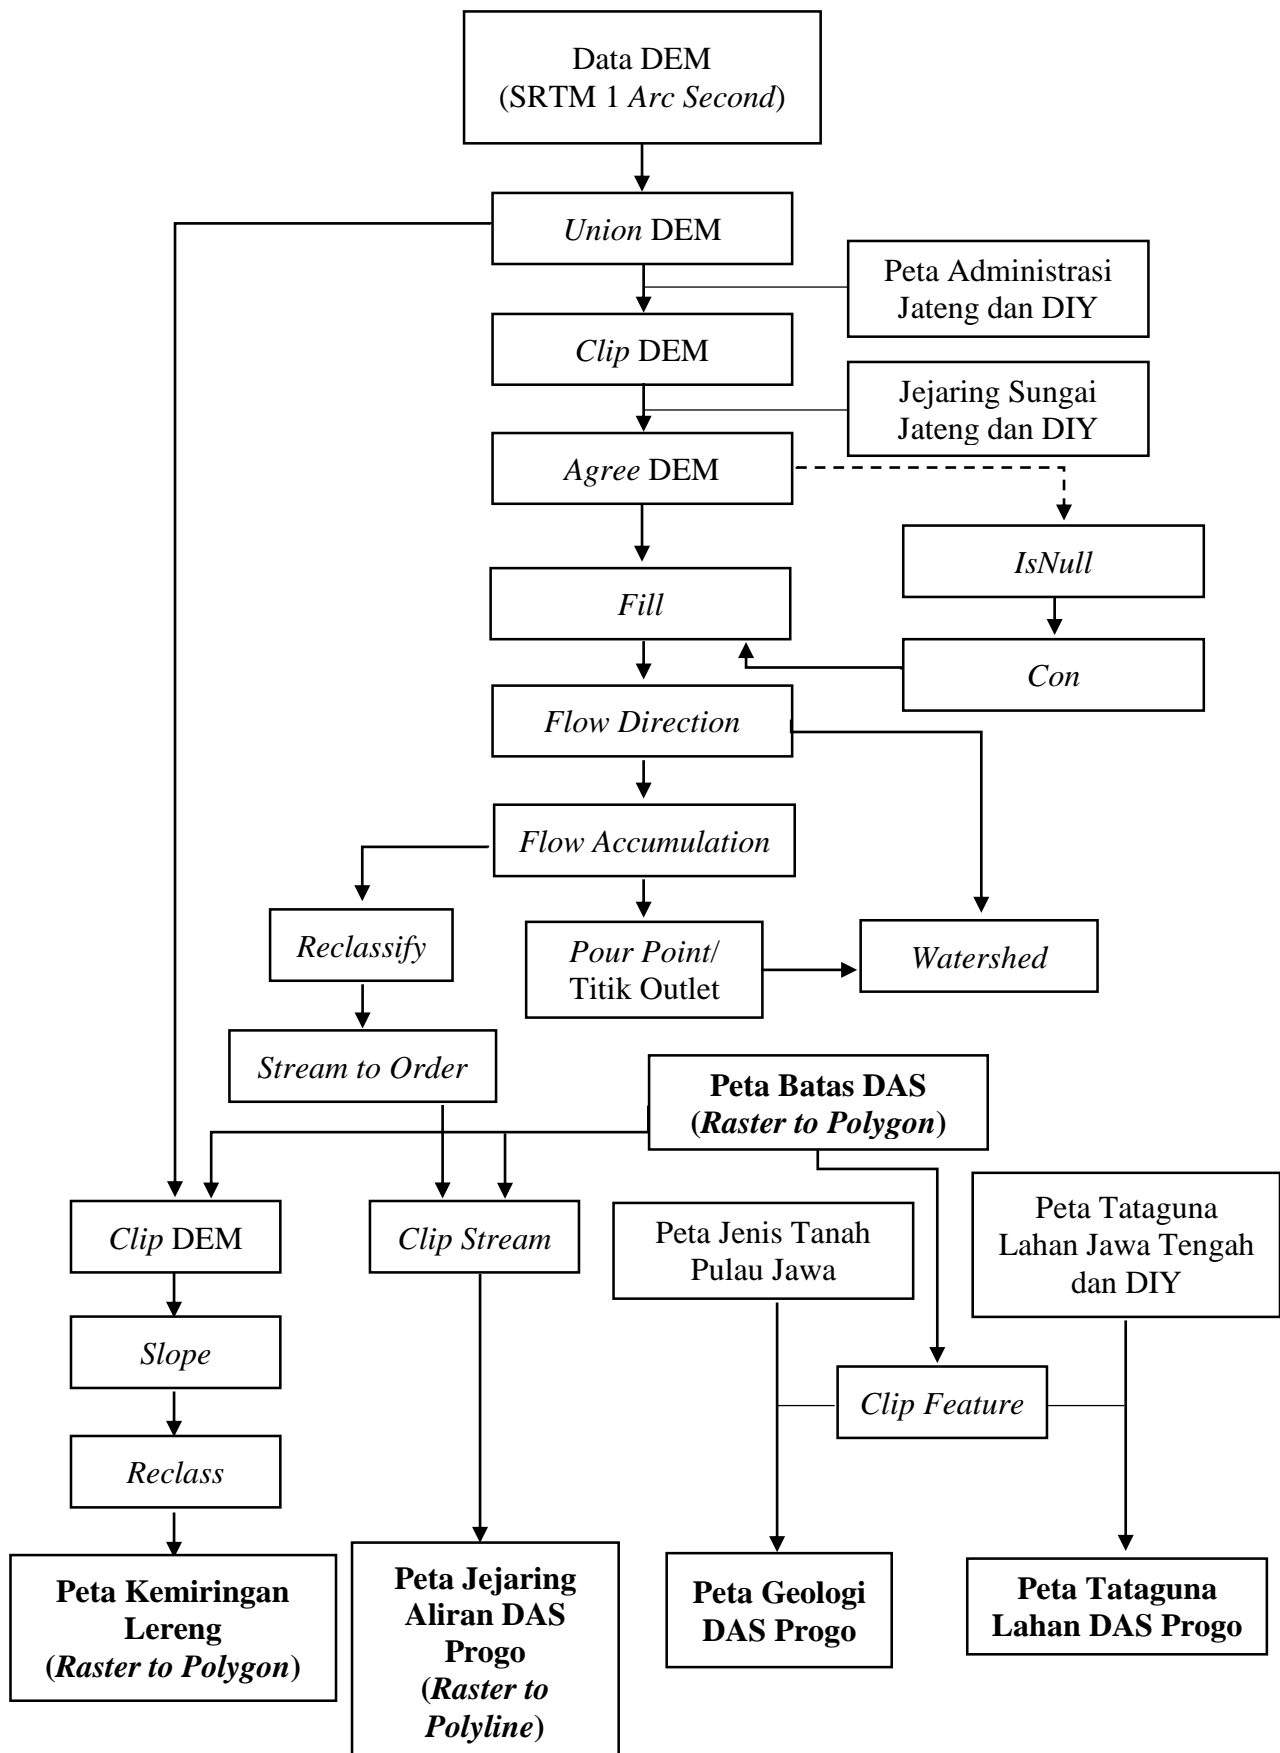 Data DEM
(SRTM 1 Arc Second)
Union DEM
Peta Administrasi
Jateng dan DIY
Clip DEM
Jejaring Sungai
Jateng dan DIY
Agree DEM
IsNull
Fill
Con
Flow Direction
Flow Accumulation
Reclassify
Pour Point/
Titik Outlet
Watershed
Stream to Order
Peta Batas DAS
(Raster to Polygon)
Clip DEM
Clip Stream
Peta Jenis Tanah
Pulau Jawa
Peta Tataguna
Lahan Jawa Tengah
dan DIY
Slope
Clip Feature
Reclass
Peta Kemiringan
Lereng
(Raster to Polygon)
Peta Jejaring
Aliran DAS
Progo
(Raster to
Polyline)
Peta Geologi
DAS Progo
Peta Tataguna
Lahan DAS Progo